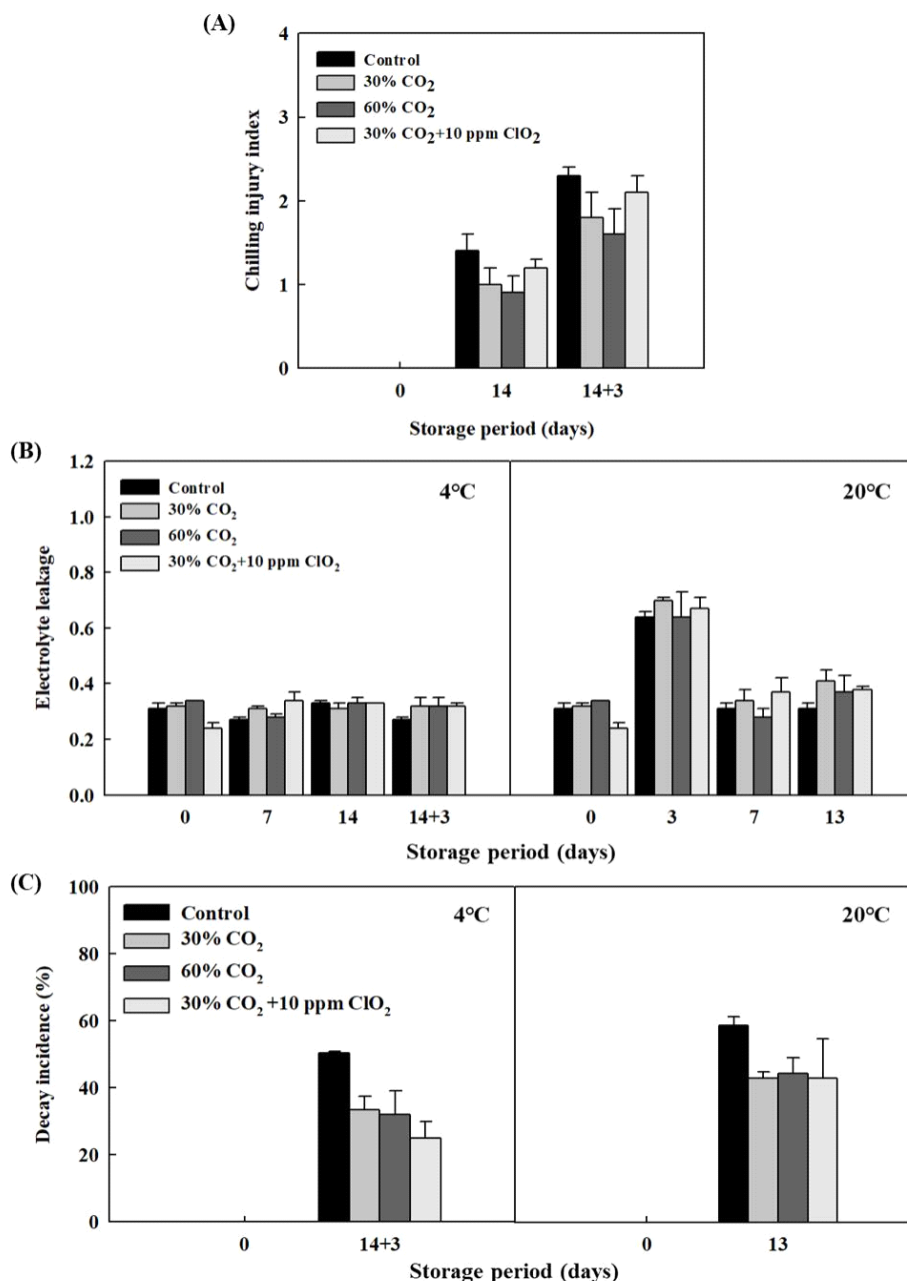 (A)
4
3
2
1
0
Chilling injury index
Control
30% CO₂
60% CO₂
30% CO₂+10 ppm ClO₂
0 14 14+3
Storage period (days)
(B)
1.2
1.0
0.8
0.6
0.4
0.2
0.0
Electrolyte leakage
Control
30% CO₂
60% CO₂
30% CO₂+10 ppm ClO₂
4°C
20°C
0 7 14 14+3 0 3 7 13
Storage period (days)
(C)
100
80
60
40
20
0
Decay incidence (%)
Control
30% CO₂
60% CO₂
30% CO₂ +10 ppm ClO₂
4°C
20°C
0 14+3 0 13
Storage period (days)